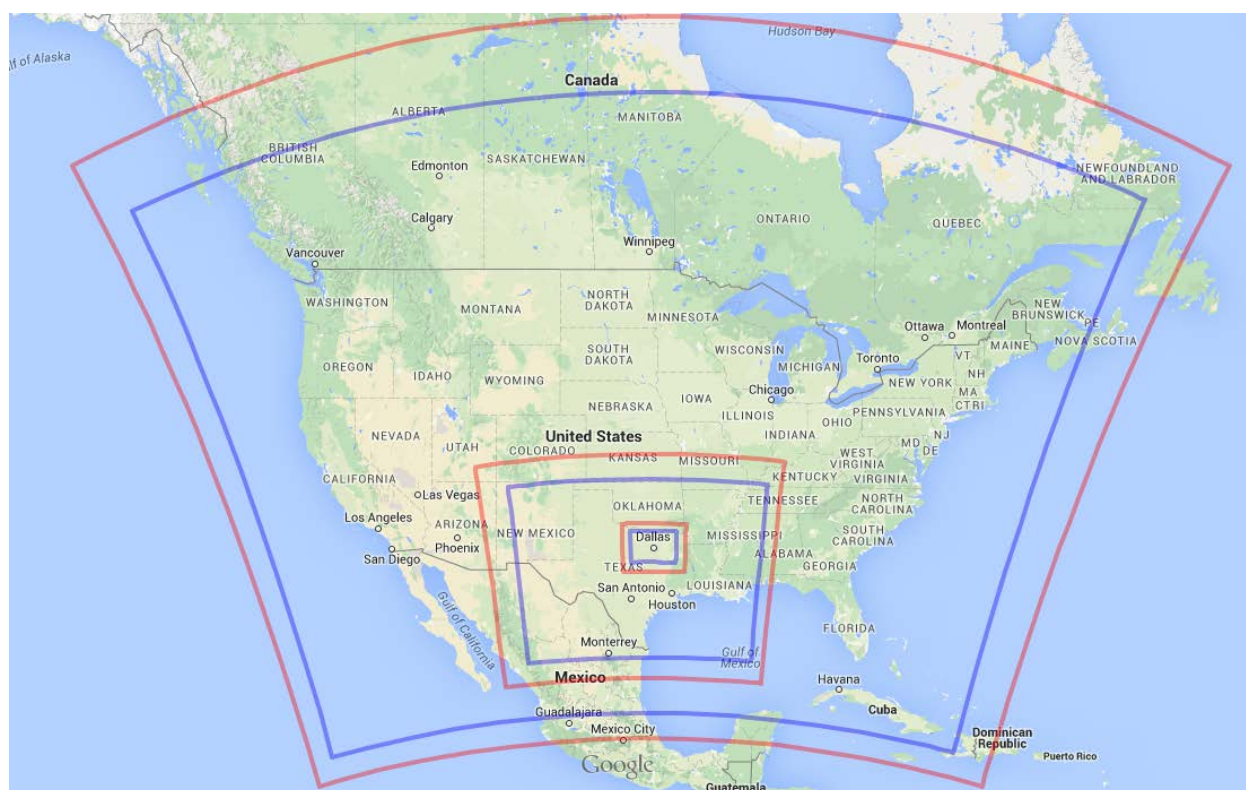 Hudson Bay
lf of Alaska
Canada
ALBERTA
MANITOBA
BRITISH
COLUMBIA
SASKATCHEWAN
Edmonton
NEWFOUNDLAND
AND LABRADOR
Calgary
ONTARIO
QUEBEC
Winnipeg
Vancouver
WASHINGTON
MONTANA
NORTH
DAKOTA
MINNESOTA
NEW
BRUNSWICK
PE
NOVA SCOTIA
Ottawa
Montreal
MAINE
OREGON
IDAHO
SOUTH
DAKOTA
WISCONSIN
MICHIGAN
Toronto
VT
NH
WYOMING
NEW YORK
MA
CT
RI
Chicago
IOWA
NEBRASKA
ILLINOIS
OHIO
PENNSYLVANIA
INDIANA
NEVADA
UTAH
United States
COLORADO
KANSAS
MISSOURI
MD
DE
NJ
WEST
VIRGINIA
KENTUCKY
VIRGINIA
CALIFORNIA
Las Vegas
OKLAHOMA
TENNESSEE
NORTH
CAROLINA
Los Angeles
ARIZONA
Phoenix
NEW MEXICO
Dallas
MISSISSIPPI
SOUTH
CAROLINA
San Diego
ALABAMA
GEORGIA
TEXAS
San Antonio
LOUISIANA
Houston
Gulf of California
FLORIDA
Monterrey
Gulf of
Mexico
Mexico
Havana
Cuba
Guadalajara
Mexico City
Dominican
Republic
Puerto Rico
Google
Guatemala